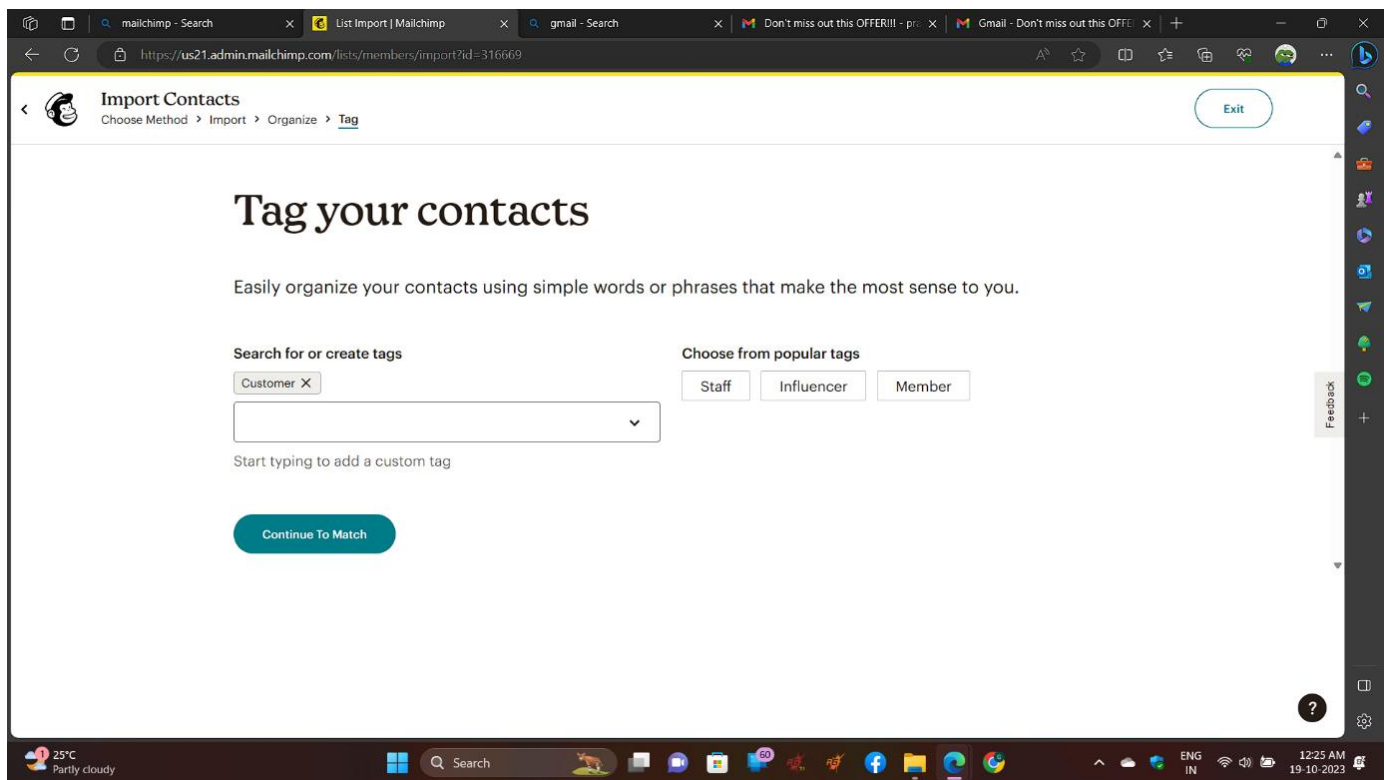 mailchimp - Search
List Import | Mailchimp
gmail - Search
Don't miss out this OFFER!!! - pra
Gmail - Don't miss out this OFFE
https://us21.admin.mailchimp.com/lists/members/import?id=316669
Import Contacts
Choose Method > Import > Organize > Tag
Exit
Tag your contacts
Easily organize your contacts using simple words or phrases that make the most sense to you.
Search for or create tags
Choose from popular tags
Customer X
Staff
Influencer
Member
Start typing to add a custom tag
Continue To Match
Feedback
?
1
25°C
Partly cloudy
Search
60
ENG
IN
12:25 AM
19-10-2023